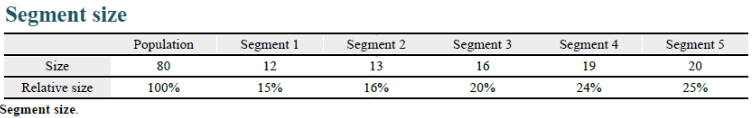 Segment size
Population Segment 1 Segment 2 Segment 3 Segment 4 Segment 5
Size 80 12 13 16 19 20
Relative size 100% 15% 16% 20% 24% 25%
Segment size.